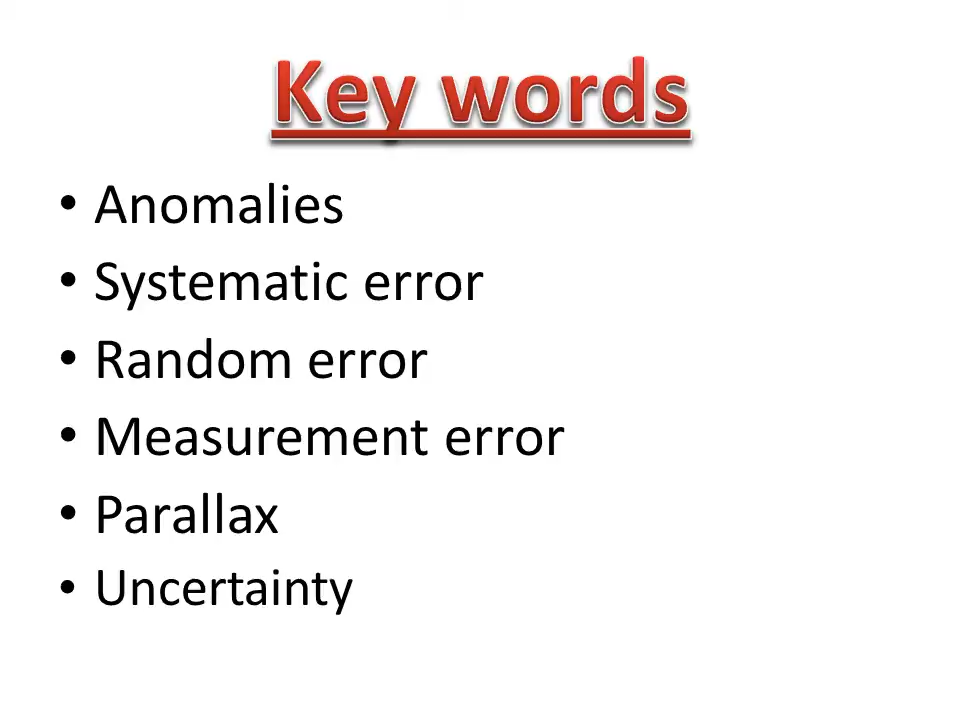 Key words
• Anomalies
• Systematic error
• Random error
• Measurement error
• Parallax
• Uncertainty